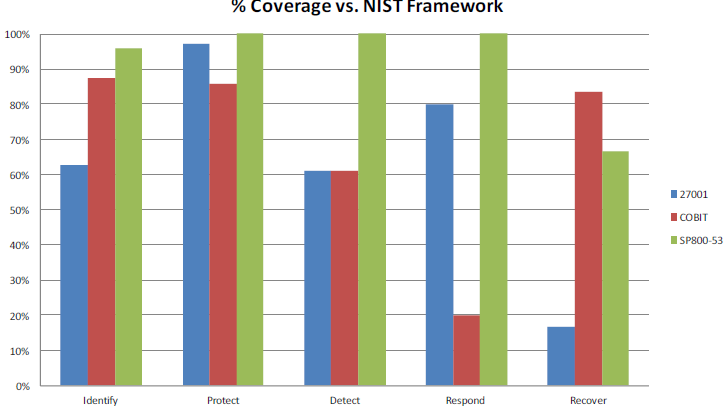 % Coverage vs. NIST Framework
100%
90%
80%
70%
60%
50%
40%
30%
20%
10%
0%
Identify
Protect
Detect
Respond
Recover
27001
COBIT
SP800-53